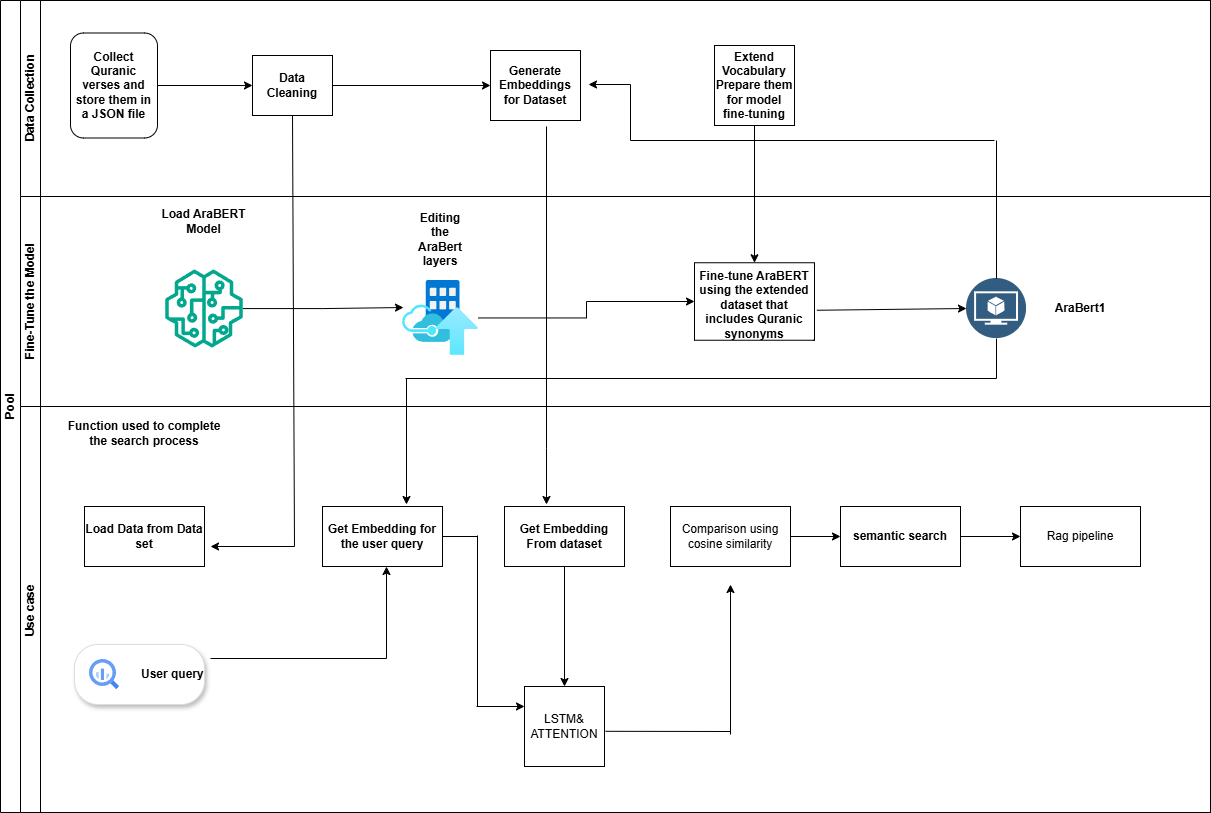 Pool
Data Collection
Collect
Quranic
verses and
store them in
a JSON file
Data
Cleaning
Generate
Embeddings
for Dataset
Extend
Vocabulary
Prepare them
for model
fine-tuning
Fine-Tune the Model
Load AraBERT
Model
Editing
the
AraBert
layers
Fine-tune AraBERT
using the extended
dataset that
includes Quranic
synonyms
AraBert1
Use case
Function used to complete
the search process
Load Data from Data
set
Get Embedding for
the user query
Get Embedding
From dataset
Comparison using
cosine similarity
semantic search
Rag pipeline
User query
LSTM&
ATTENTION